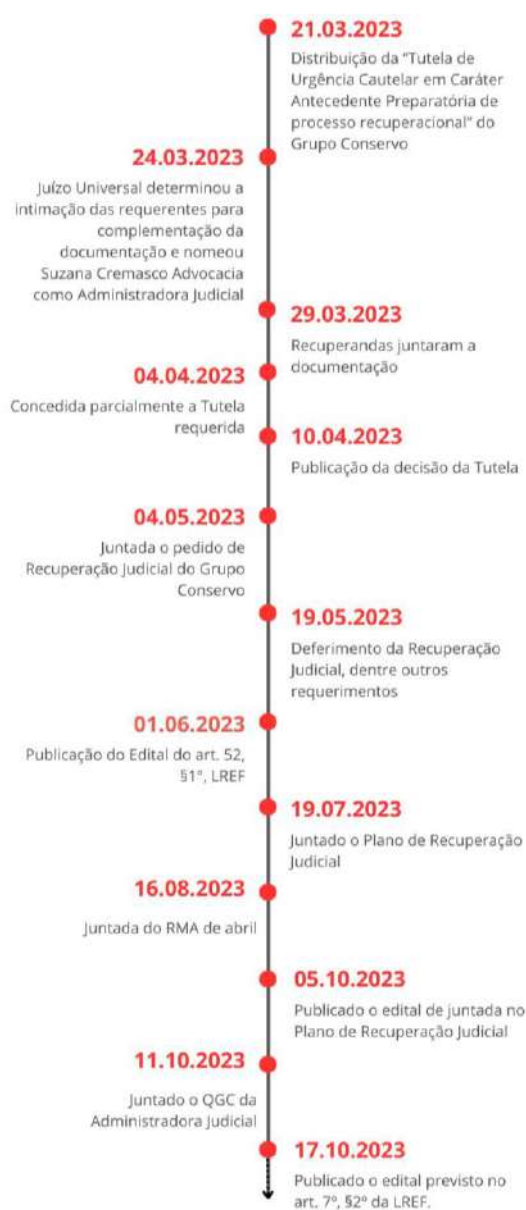 21.03.2023
Distribuição da "Tutela de
Urgência Cautelar em Caráter
Antecedente Preparatória de
processo recuperacional" do
Grupo Conservo
24.03.2023
Juízo Universal determinou a
intimação das requerentes para
complementação da
documentação e nomeou
Suzana Cremasco Advocacia
como Administradora Judicial
29.03.2023
Recuperandas juntaram a
documentação
04.04.2023
Concedida parcialmente a Tutela
requerida
10.04.2023
Publicação da decisão da Tutela
04.05.2023
Juntada o pedido de
Recuperação Judicial do Grupo
Conservo
19.05.2023
Deferimento da Recuperação
Judicial, dentre outros
requerimentos
01.06.2023
Publicação do Edital do art. 52,
§1º, LREF
19.07.2023
Juntado o Plano de Recuperação
Judicial
16.08.2023
Juntada do RMA de abril
05.10.2023
Publicado o edital de juntada no
Plano de Recuperação Judicial
11.10.2023
Juntado o QGC da
Administradora Judicial
17.10.2023
Publicado o edital previsto no
art. 7º, §2º da LREF.